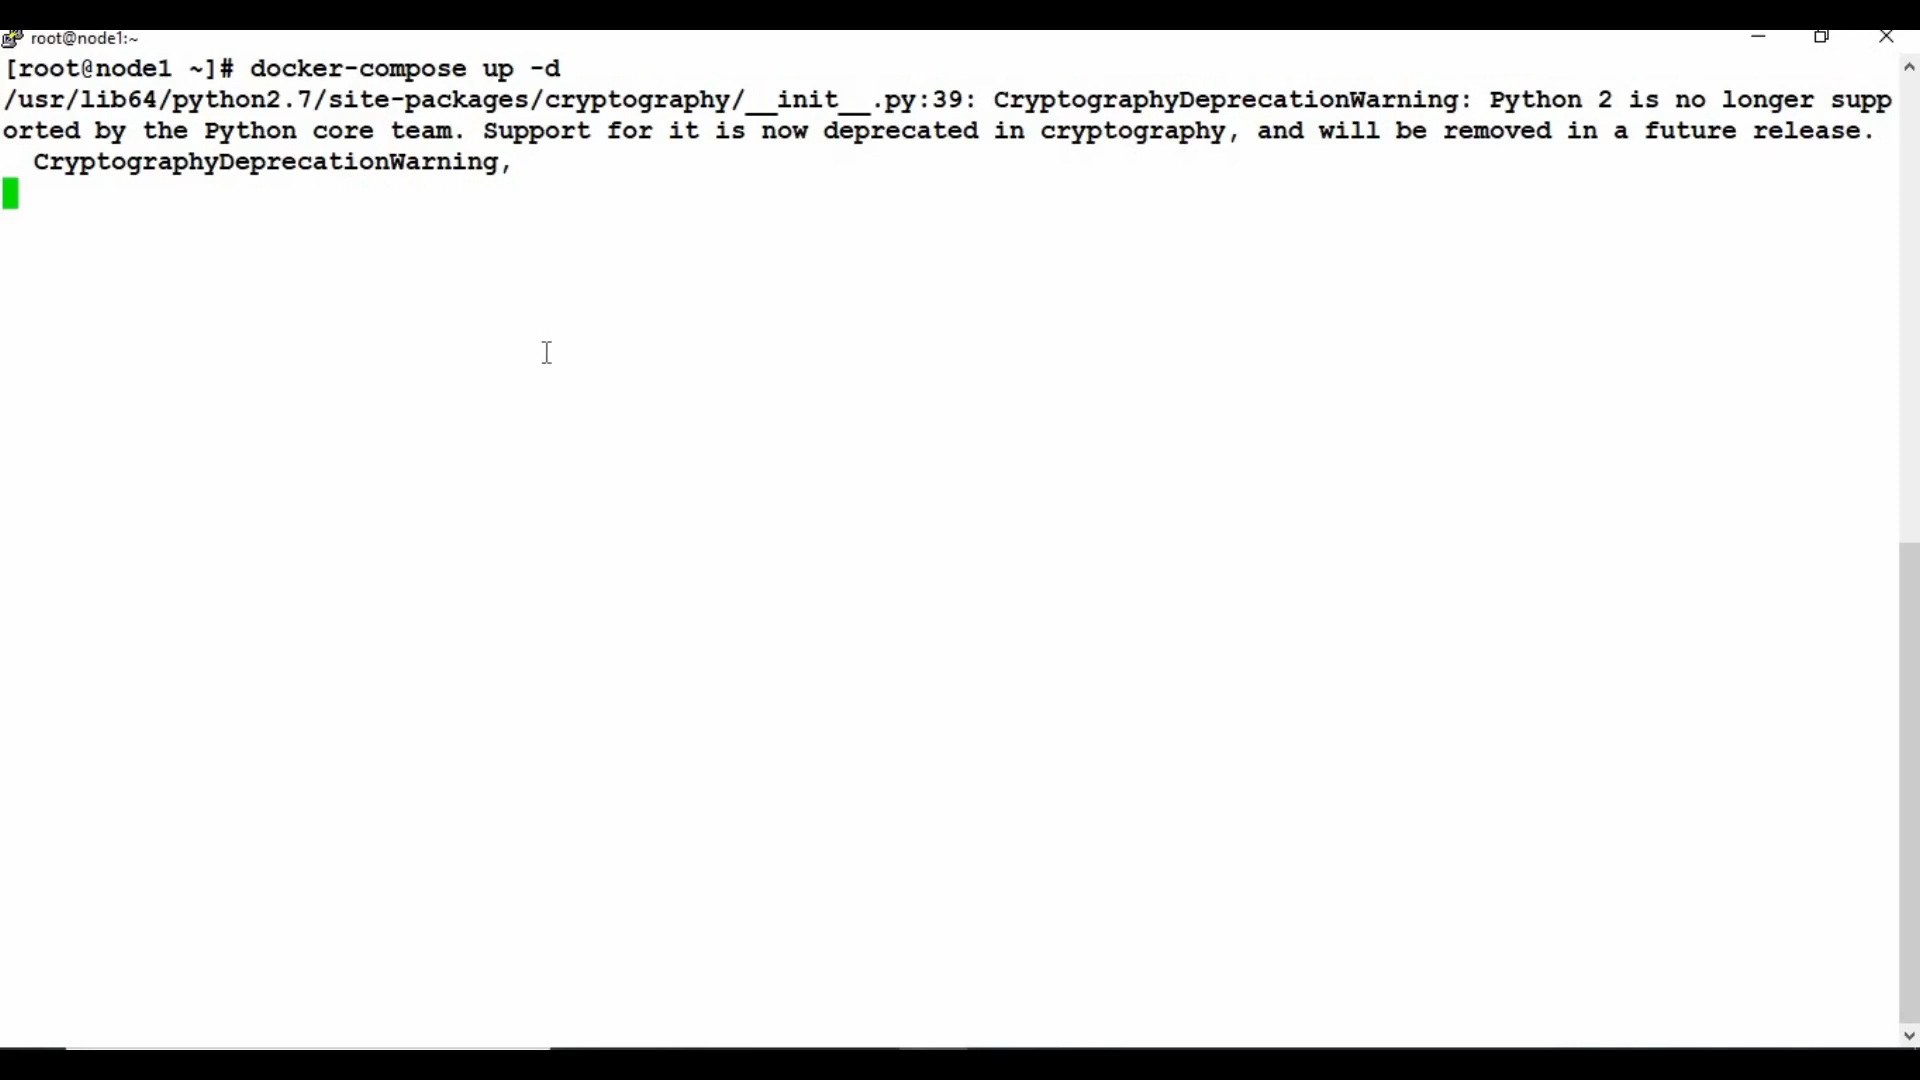 root@node1:~
[root@node1 ~]# docker-compose up -d
/usr/lib64/python2.7/site-packages/cryptography/__init__.py:39: CryptographyDeprecationWarning: Python 2 is no longer supp
orted by the Python core team. Support for it is now deprecated in cryptography, and will be removed in a future release.
  CryptographyDeprecationWarning,